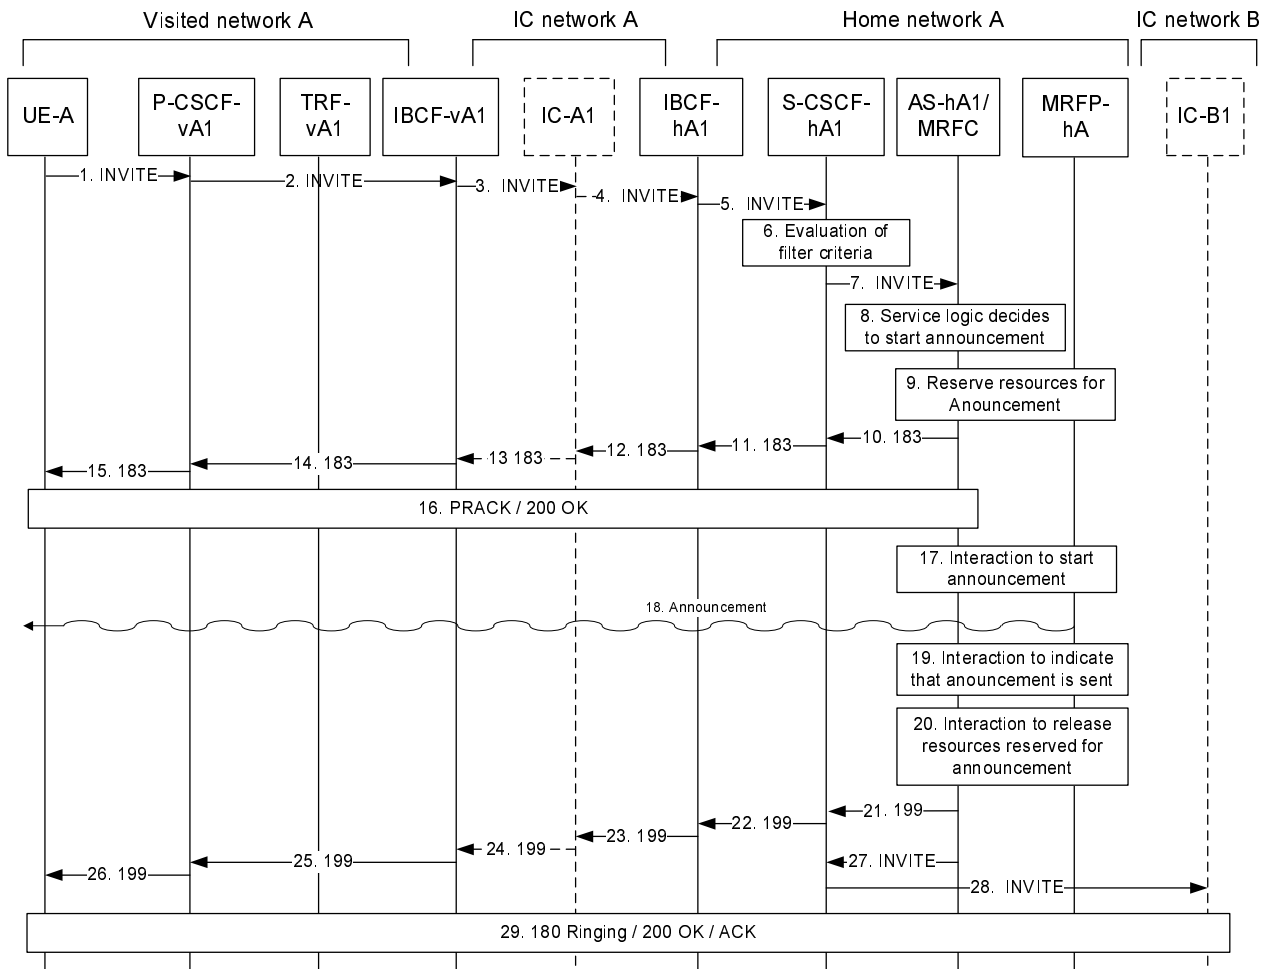 Visited network A
IC network A
Home network A
IC network B
UE-A
P-CSCF-
vA1
TRF-
vA1
IBCF-vA1
IC-A1
IBCF-
hA1
S-CSCF-
hA1
AS-hA1/
MRFC
MRFP-
hA
IC-B1
1. INVITE
2. INVITE
3. INVITE
4. INVITE
5. INVITE
6. Evaluation of
filter criteria
7. INVITE
8. Service logic decides
to start announcement
9. Reserve resources for
Anouncement
10. 183
11. 183
12. 183
13 183
14. 183
15. 183
16. PRACK / 200 OK
17. Interaction to start
announcement
18. Announcement
19. Interaction to indicate
that anouncement is sent
20. Interaction to release
resources reserved for
announcement
21. 199
22. 199
23. 199
24. 199
25. 199
26. 199
27. INVITE
28. INVITE
29. 180 Ringing / 200 OK / ACK